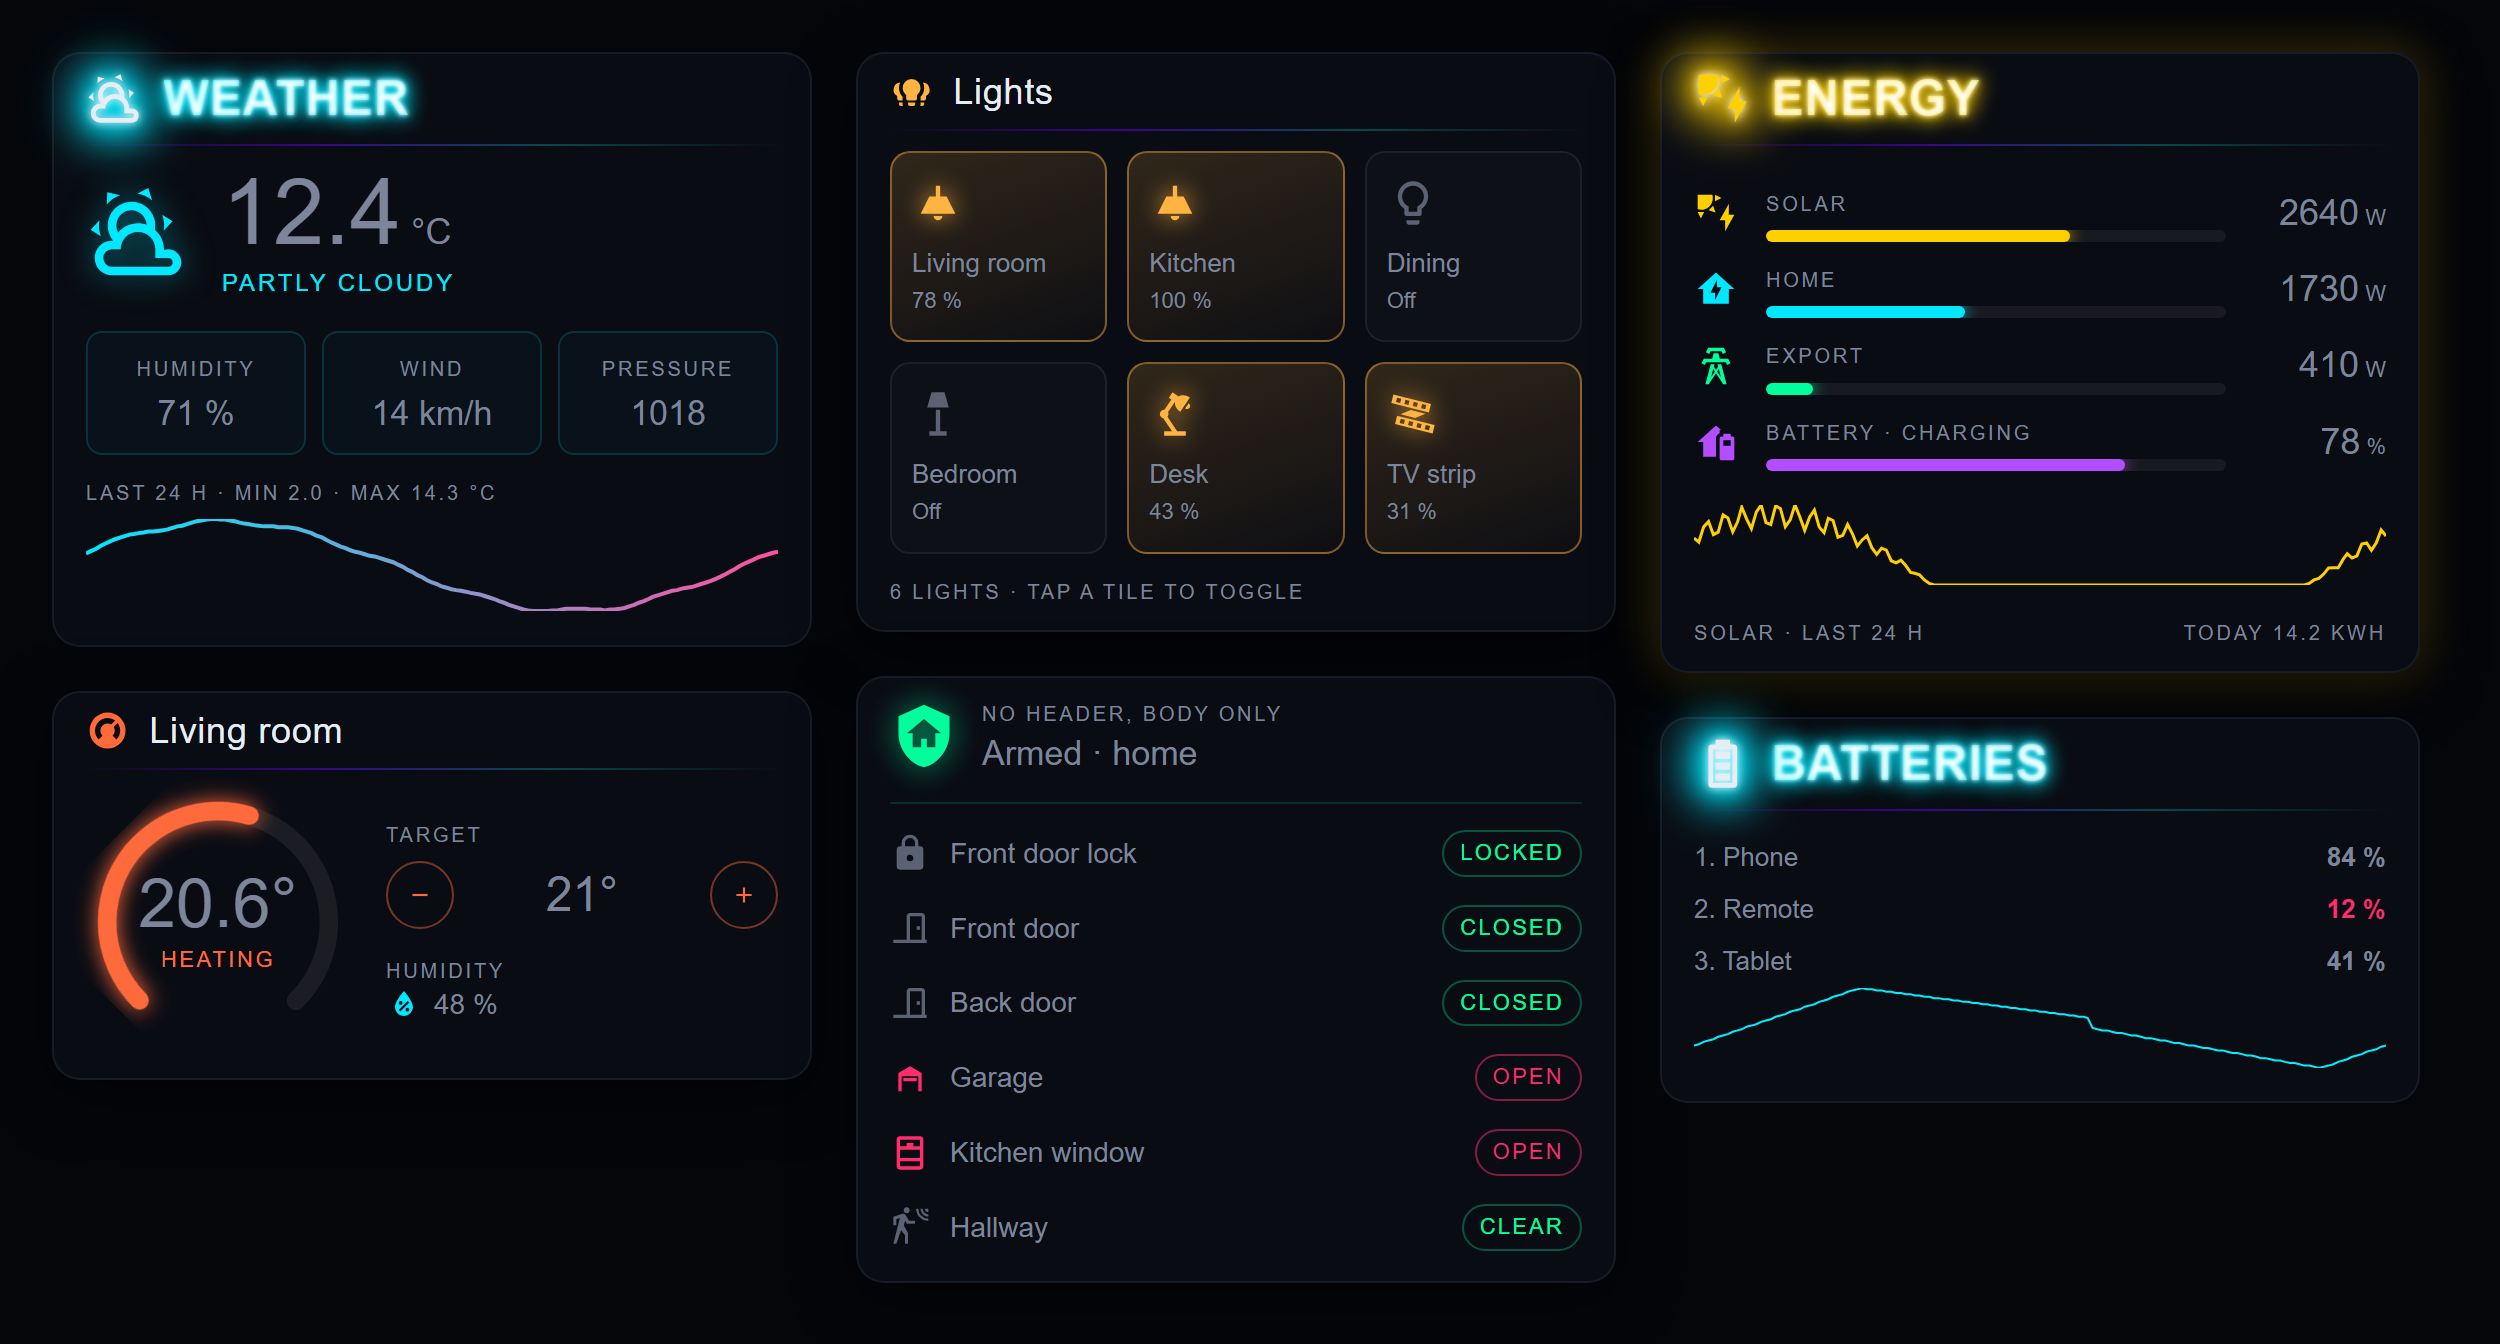 WEATHER
12.4 °C
PARTLY CLOUDY
HUMIDITY
71 %
WIND
14 km/h
PRESSURE
1018
LAST 24 H · MIN 2.0 · MAX 14.3 °C
Living room
20.6°
HEATING
TARGET
− 21° +
HUMIDITY
48 %
Lights
Living room
78 %
Kitchen
100 %
Dining
Off
Bedroom
Off
Desk
43 %
TV strip
31 %
6 LIGHTS · TAP A TILE TO TOGGLE
NO HEADER, BODY ONLY
Armed · home
Front door lock LOCKED
Front door CLOSED
Back door CLOSED
Garage OPEN
Kitchen window OPEN
Hallway CLEAR
ENERGY
SOLAR 2640 W
HOME 1730 W
EXPORT 410 W
BATTERY · CHARGING 78 %
SOLAR · LAST 24 H TODAY 14.2 KWH
BATTERIES
1. Phone 84 %
2. Remote 12 %
3. Tablet 41 %